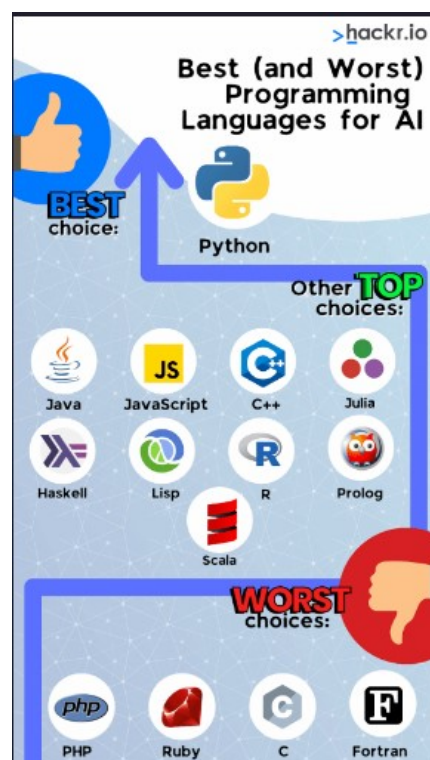 >hackr.io
Best (and Worst)
Programming
Languages for AI
BEST
choice:
Python
Other TOP
choices:
JS
C++
Java
JavaScript
C++
Julia
R
Haskell
Lisp
R
Prolog
Scala
WORST
choices:
php
C
F
PHP
Ruby
C
Fortran